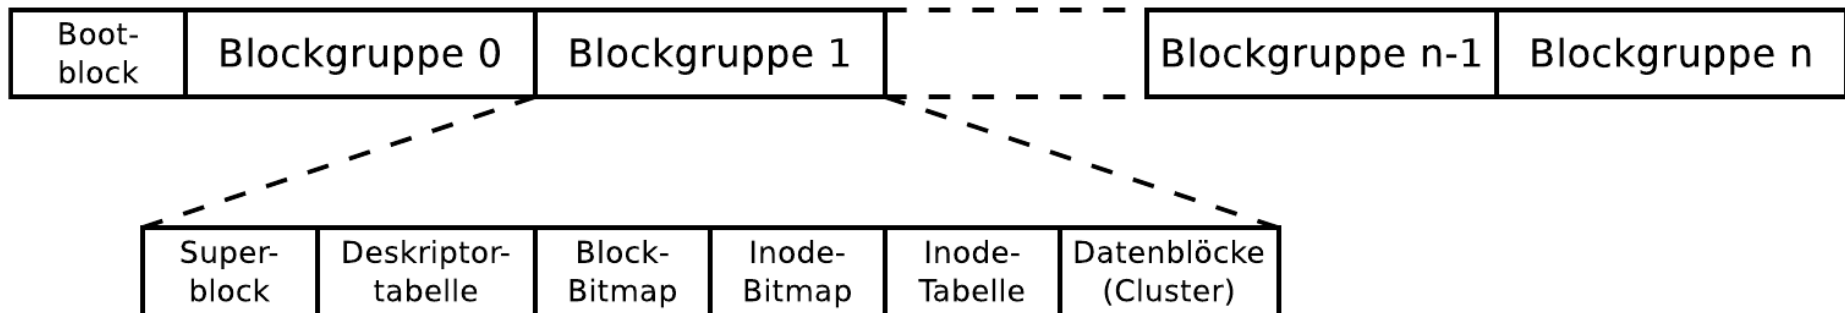 Boot-
block
Blockgruppe 0
Blockgruppe 1
Blockgruppe n-1
Blockgruppe n
Super-
block
Deskriptor-
tabelle
Block-
Bitmap
Inode-
Bitmap
Inode-
Tabelle
Datenblöcke
(Cluster)